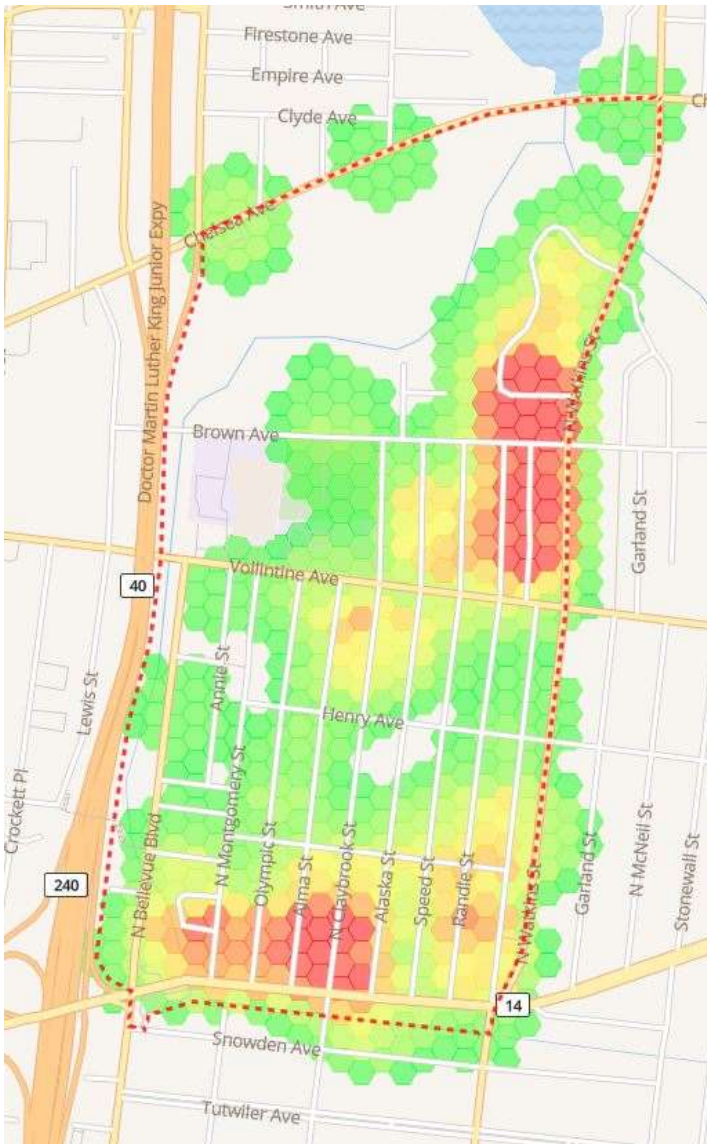 Smith Ave
Firestone Ave
Empire Ave
Clyde Ave
Chelsea Ave
Doctor Martin Luther King Junior Expy
N Watkins St
Brown Ave
Garland St
Vollintine Ave
40
Annie St
Lewis St
Henry Ave
Crockett Pl
N Montgomery St
N Bellevue Blvd
Olympic St
Alma St
N Claybrook St
Alaska St
Speed St
Randle St
N Watkins St
Garland St
N McNeil St
Stonewall St
240
14
Snowden Ave
Tutwiler Ave